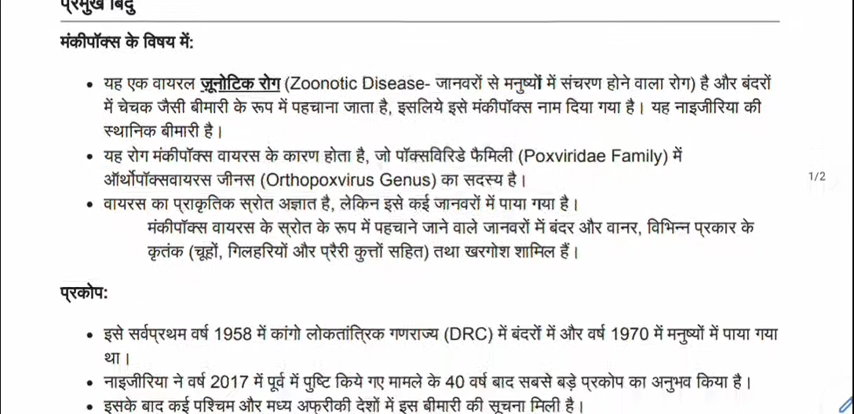 प्रमुख बिंदु
मंकीपॉक्स के विषय में:
• यह एक वायरल ज़ूनोटिक रोग (Zoonotic Disease- जानवरों से मनुष्यों में संचरण होने वाला रोग) है और बंदरों
में चेचक जैसी बीमारी के रूप में पहचाना जाता है, इसलिये इसे मंकीपॉक्स नाम दिया गया है। यह नाइजीरिया की
स्थानिक बीमारी है।
• यह रोग मंकीपॉक्स वायरस के कारण होता है, जो पॉक्सविरिडे फैमिली (Poxviridae Family) में
ऑर्थोपॉक्सवायरस जीनस (Orthopoxvirus Genus) का सदस्य है।
1/2
• वायरस का प्राकृतिक स्रोत अज्ञात है, लेकिन इसे कई जानवरों में पाया गया है।
मंकीपॉक्स वायरस के स्रोत के रूप में पहचाने जाने वाले जानवरों में बंदर और वानर, विभिन्न प्रकार के
कृतंक (चूहों, गिलहरियों और प्रैरी कुत्तों सहित) तथा खरगोश शामिल हैं।
प्रकोप:
• इसे सर्वप्रथम वर्ष 1958 में कांगो लोकतांत्रिक गणराज्य (DRC) में बंदरों में और वर्ष 1970 में मनुष्यों में पाया गया
था।
• नाइजीरिया ने वर्ष 2017 में पूर्व में पुष्टि किये गए मामले के 40 वर्ष बाद सबसे बड़े प्रकोप का अनुभव किया है।
• इसके बाद कई पश्चिम और मध्य अफ्रीकी देशों में इस बीमारी की सूचना मिली है।